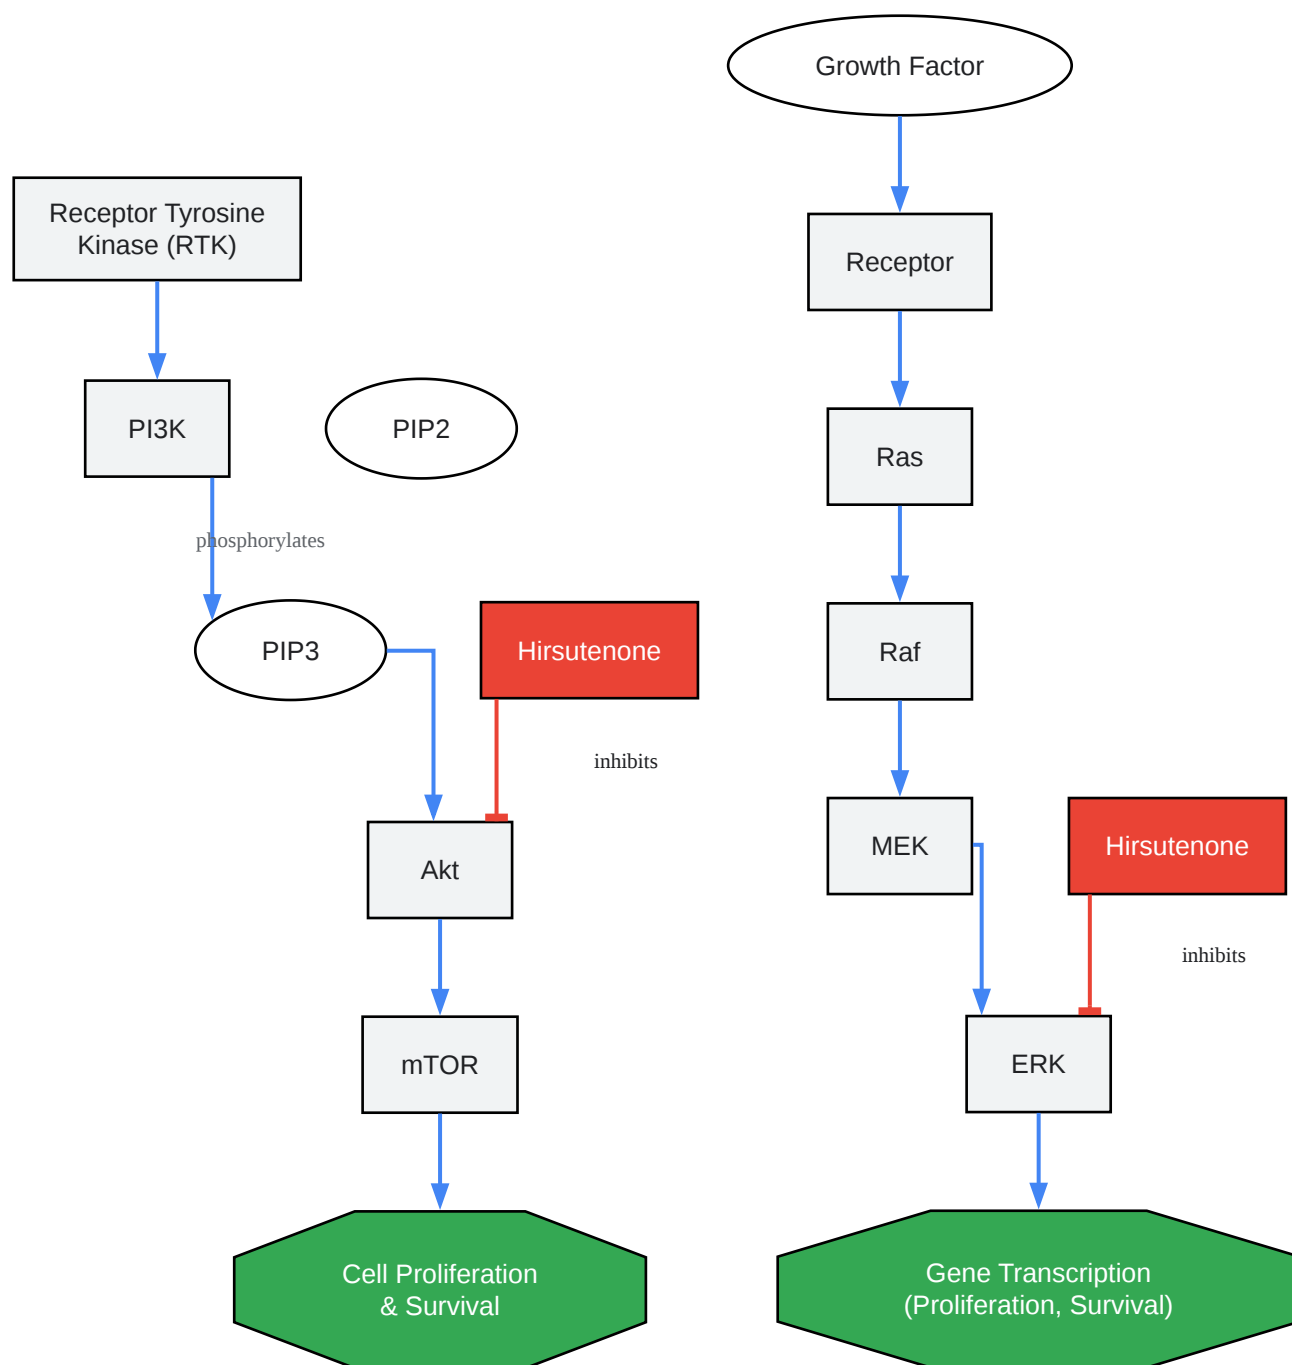 Growth Factor
Receptor Tyrosine
Kinase (RTK)
Receptor
PI3K
PIP2
Ras
phosphorylates
PIP3
Hirsutenone
Raf
inhibits
Akt
MEK
Hirsutenone
inhibits
mTOR
ERK
Cell Proliferation
& Survival
Gene Transcription
(Proliferation, Survival)